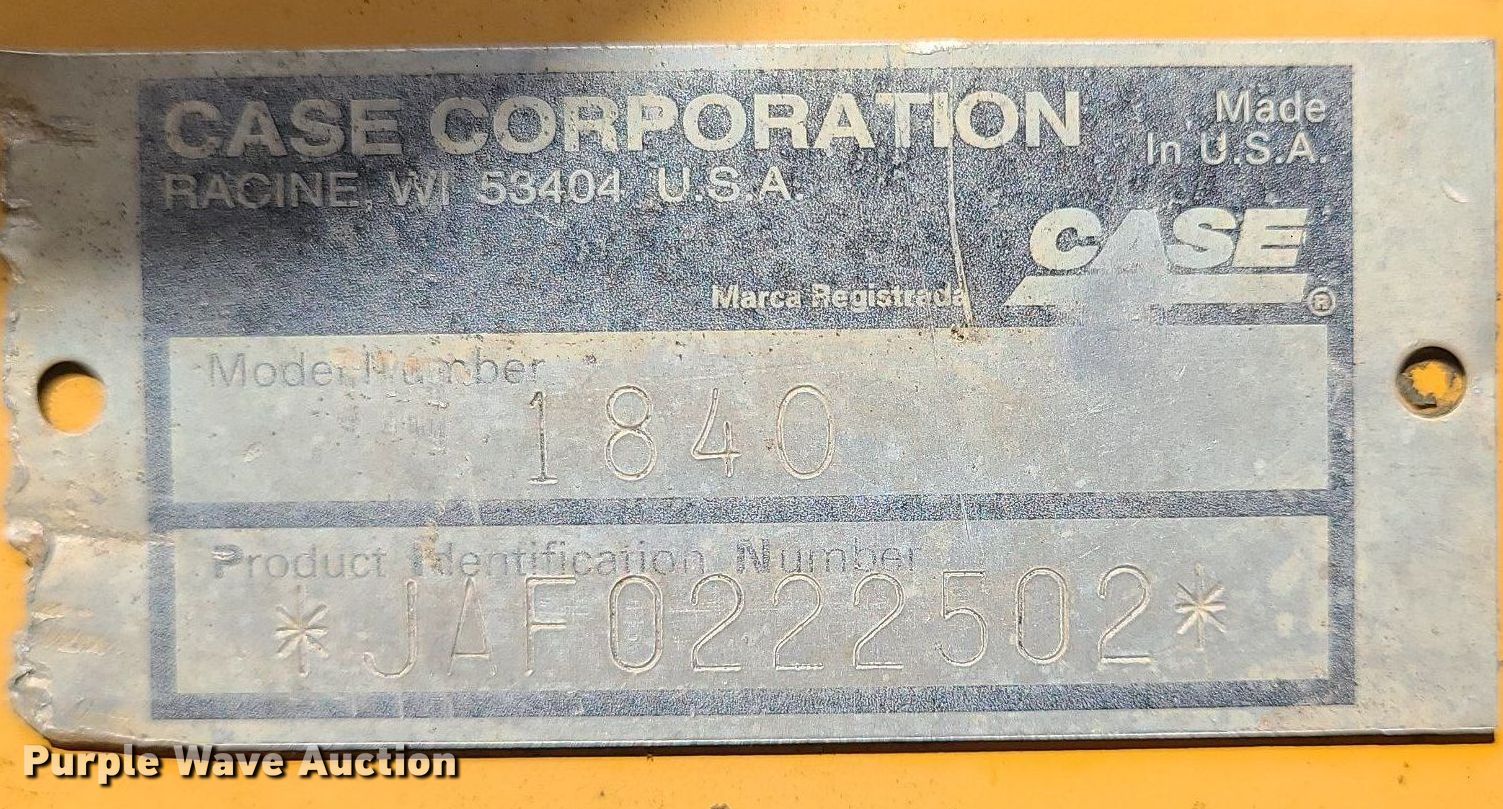 CASE CORPORATION
RACINE, WI 53404 U.S.A.
Made
In U.S.A.
CASE
Marca Registrada
®
Model Number
1840
Product Identification Number
*JAF0222502*
Purple Wave Auction